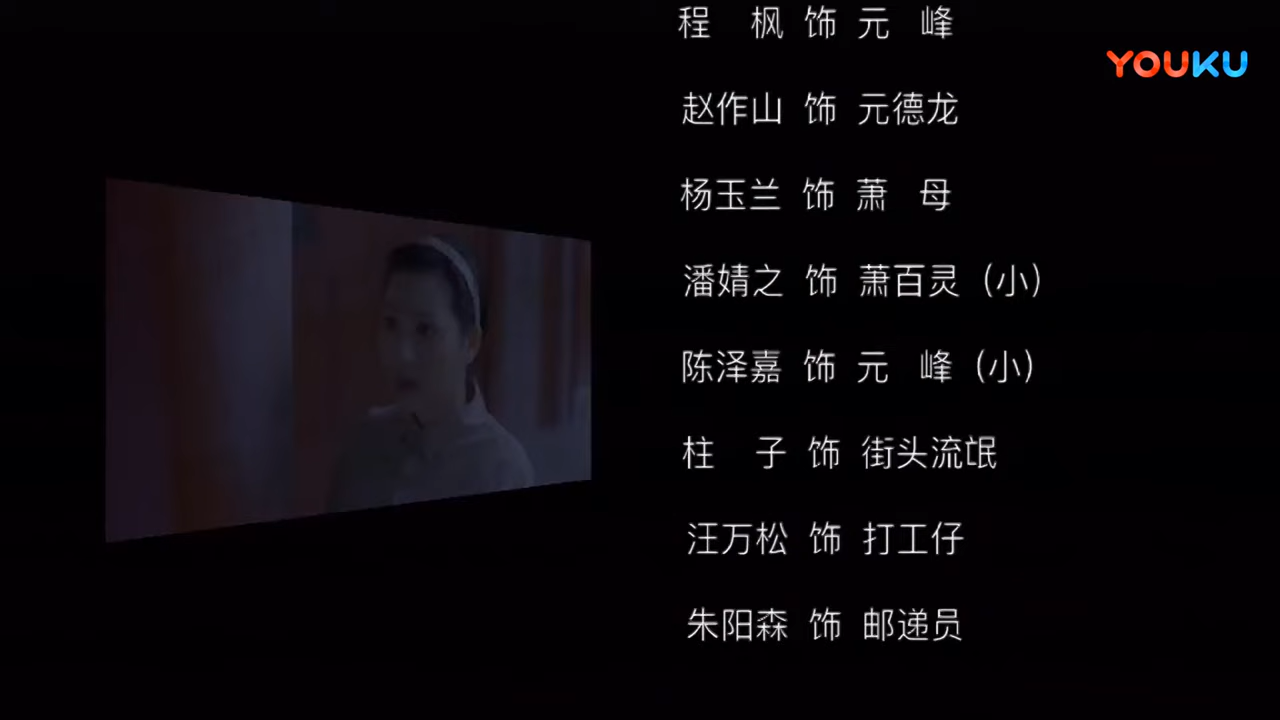 程 枫 饰 元 峰
YOUKU
赵作山 饰 元德龙
杨玉兰 饰 萧 母
潘婧之 饰 萧百灵（小）
陈泽嘉 饰 元 峰（小）
柱 子 饰 街头流氓
汪万松 饰 打工仔
朱阳森 饰 邮递员